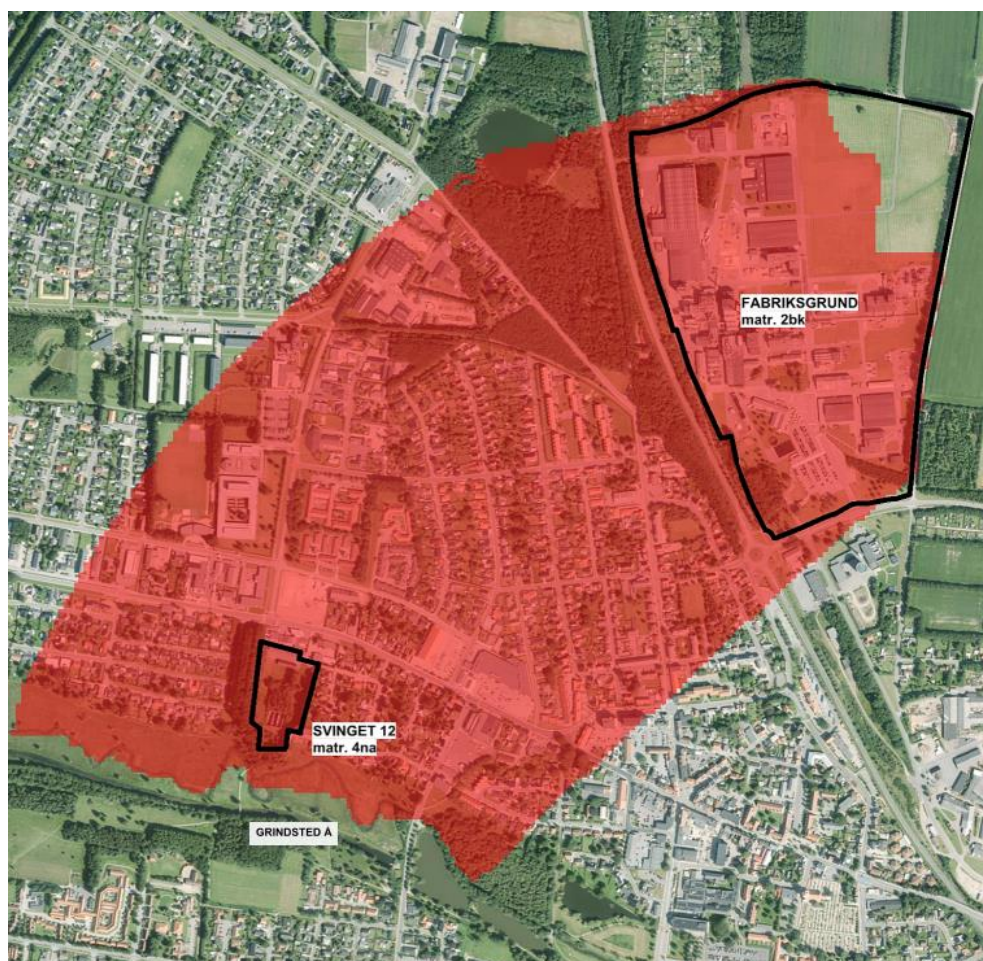 FABRIKSGRUND
matr. 2bk
SVINGET 12
matr. 4na
GRINDSTED Å